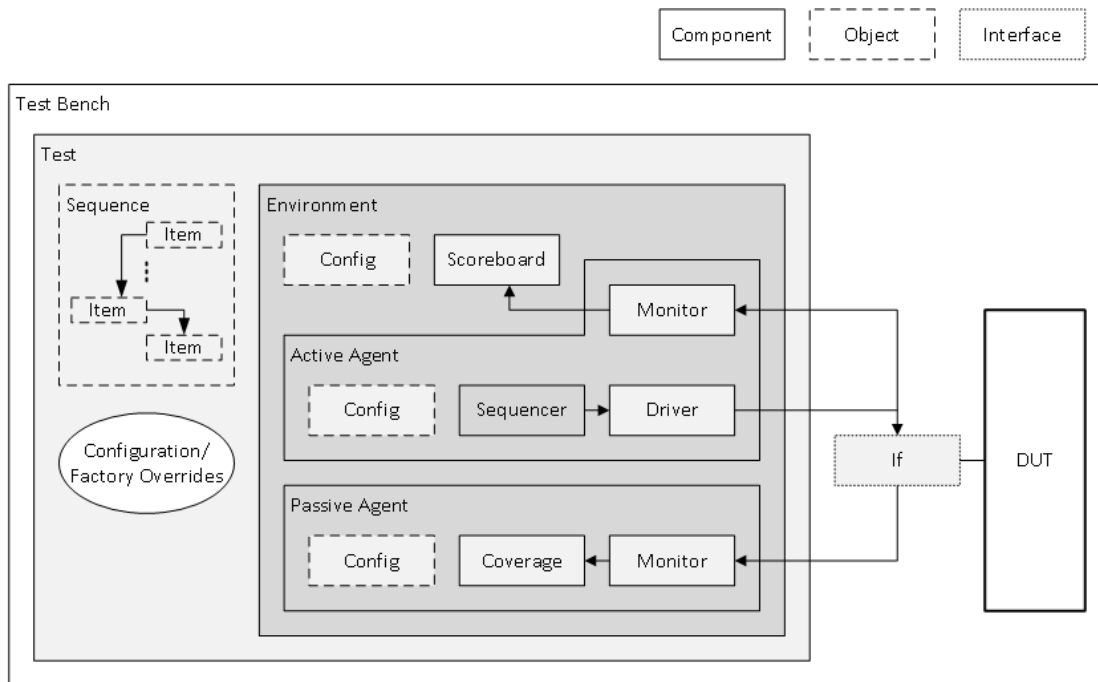 Component
Object
Interface
Test Bench
Test
Sequence
Item
Item
Item
Configuration/
Factory Overrides
Environment
Config
Scoreboard
Monitor
Active Agent
Config
Sequencer
Driver
Passive Agent
Config
Coverage
Monitor
If
DUT